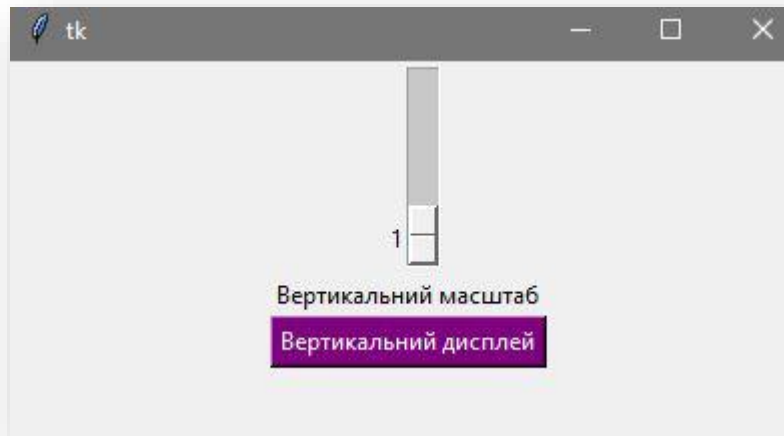 tk
1
Вертикальний масштаб
Вертикальний дисплей